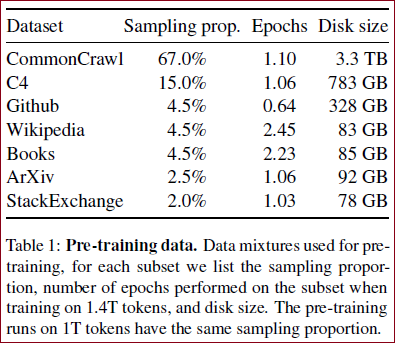 Dataset Sampling prop. Epochs Disk size
CommonCrawl 67.0% 1.10 3.3 TB
C4 15.0% 1.06 783 GB
Github 4.5% 0.64 328 GB
Wikipedia 4.5% 2.45 83 GB
Books 4.5% 2.23 85 GB
ArXiv 2.5% 1.06 92 GB
StackExchange 2.0% 1.03 78 GB
Table 1: Pre-training data. Data mixtures used for pre-
training, for each subset we list the sampling propor-
tion, number of epochs performed on the subset when
training on 1.4T tokens, and disk size. The pre-training
runs on 1T tokens have the same sampling proportion.